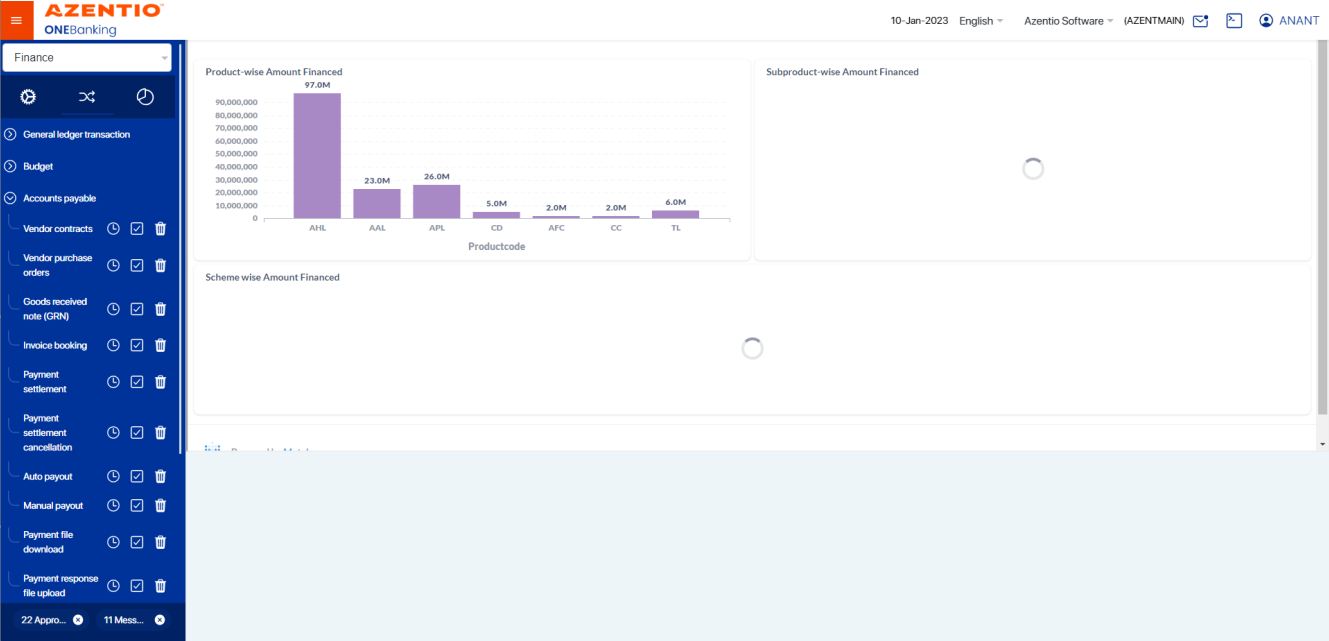 AZENTIO
ONEBanking
10-Jan-2023 English Azentio Software (AZENTMAIN) ANANT
Finance
General ledger transaction
Budget
Accounts payable
Vendor contracts
Vendor purchase
orders
Goods received
note (GRN)
Invoice booking
Payment
settlement
Payment
settlement
cancellation
Auto payout
Manual payout
Payment file
download
Payment response
file upload
22 Appro... 11 Mess...
Product-wise Amount Financed
97.0M
90,000,000
80,000,000
70,000,000
60,000,000
50,000,000
40,000,000
30,000,000
20,000,000
10,000,000
0
23.0M
26.0M
5.0M
2.0M
2.0M
6.0M
AHL AAL APL CD AFC CC TL
Productcode
Subproduct-wise Amount Financed
Scheme wise Amount Financed